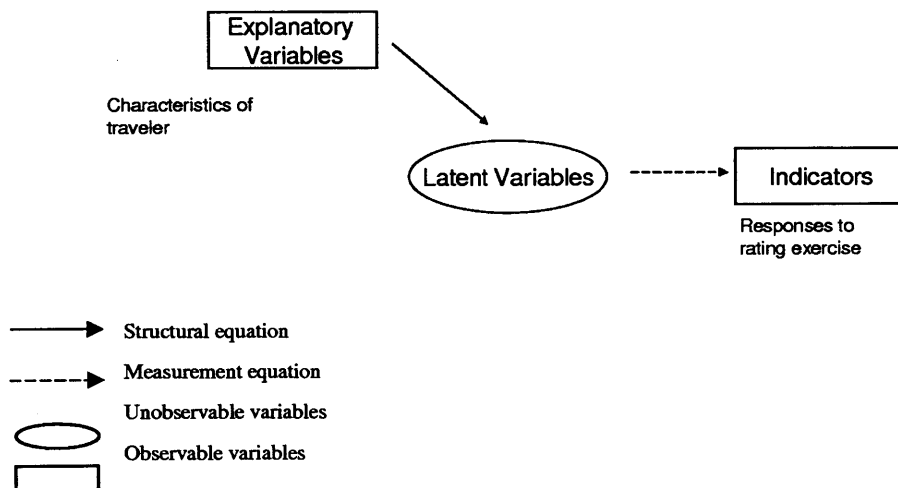 Explanatory
Variables
Characteristics of
traveler
Latent Variables
Indicators
Responses to
rating exercise
Structural equation
Measurement equation
Unobservable variables
Observable variables